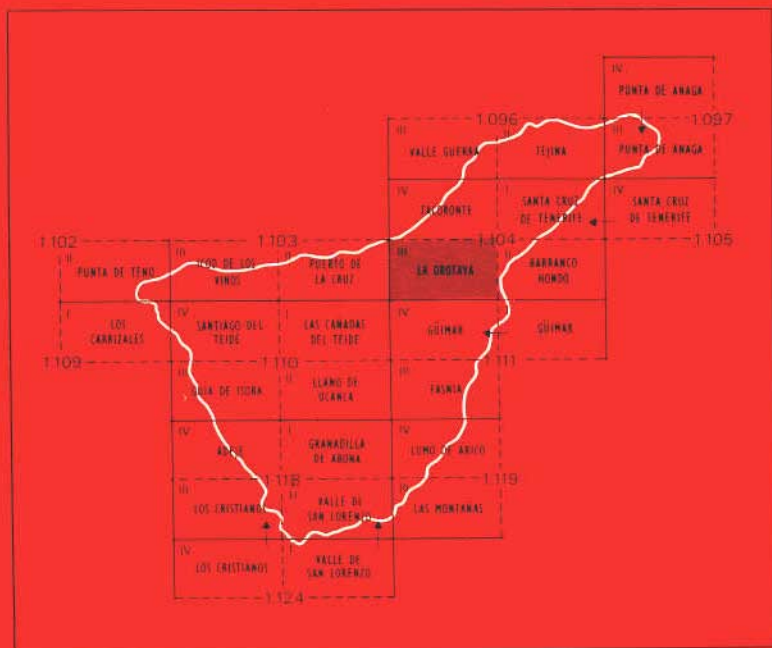 IV
PUNTA DE ANAGA
1.096
1.097
III
VALLE GUERRA
II
TEJINA
III
PUNTA DE ANAGA
IV
TACORONTE
I
SANTA CRUZ
DE TENERIFE
IV
SANTA CRUZ
DE TENERIFE
1.102
1.103
1.104
1.105
II
PUNTA DE TENO
III
ICOD DE LOS
VINOS
II
PUERTO DE
LA CRUZ
III
LA OROTAVA
II
BARRANCO
HONDO
I
LOS
CARRIZALES
IV
SANTIAGO DEL
TEIDE
I
LAS CAÑADAS
DEL TEIDE
IV
GÜIMAR
GÜIMAR
1.109
1.110
1.111
III
GUIA DE ISORA
II
LLANO DE
UCANCA
III
FASNIA
IV
ADEJE
I
GRANADILLA
DE ABONA
IV
LOMO DE ARICO
1.118
1.119
III
LOS CRISTIANOS
II
VALLE DE
SAN LORENZO
LAS MONTAÑAS
IV
LOS CRISTIANOS
I
VALLE DE
SAN LORENZO
1.124